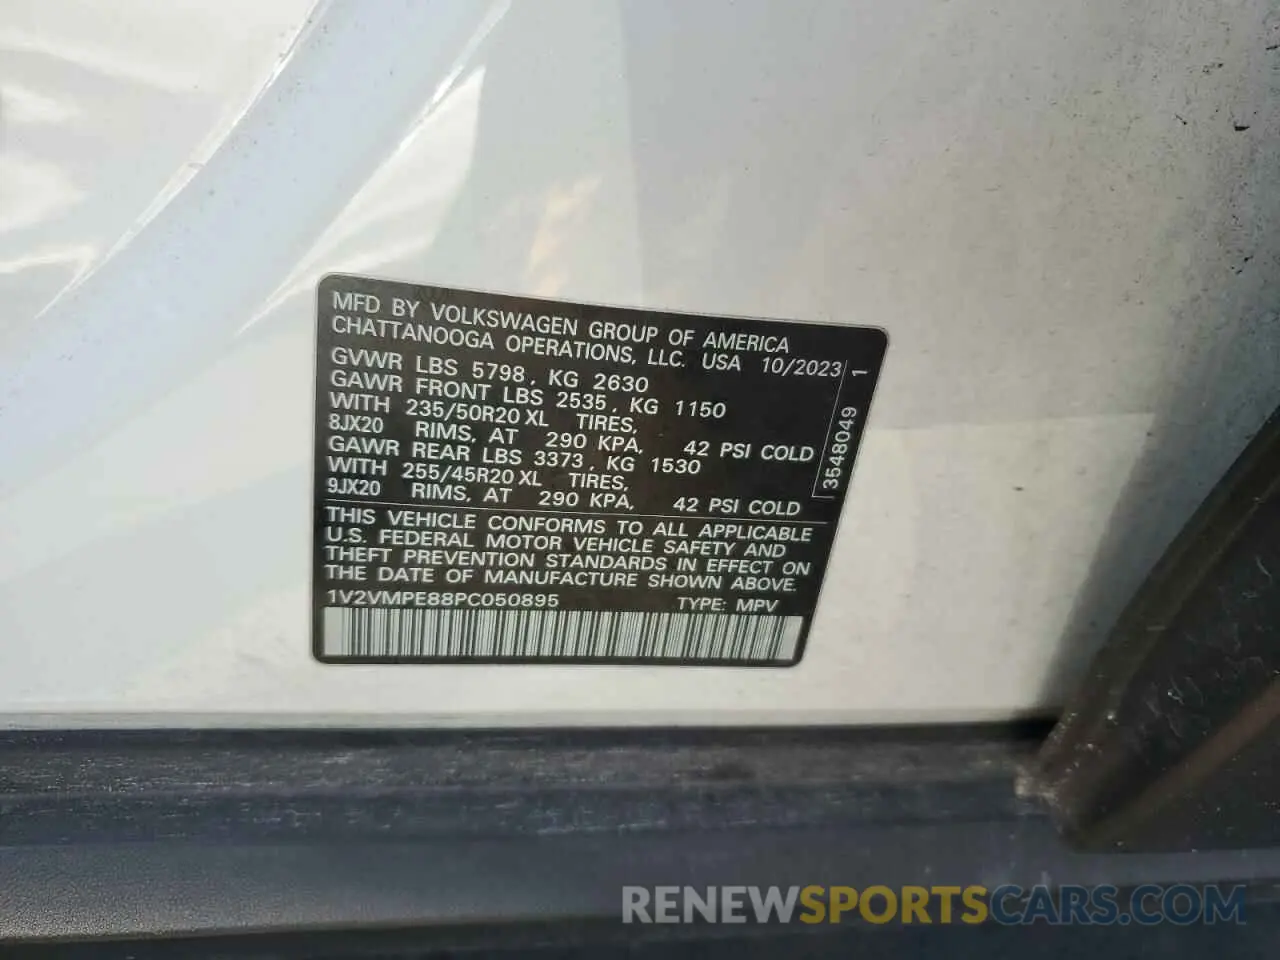 MFD BY VOLKSWAGEN GROUP OF AMERICA
CHATTANOOGA OPERATIONS, LLC. USA 10/2023
GVWR LBS 5798, KG 2630
GAWR FRONT LBS 2535, KG 1150
WITH 235/50R20 XL TIRES,
8JX20 RIMS, AT 290 KPA, 42 PSI COLD
GAWR REAR LBS 3373, KG 1530
WITH 255/45R20 XL TIRES,
9JX20 RIMS, AT 290 KPA, 42 PSI COLD
3548049 1
THIS VEHICLE CONFORMS TO ALL APPLICABLE
U.S. FEDERAL MOTOR VEHICLE SAFETY AND
THEFT PREVENTION STANDARDS IN EFFECT ON
THE DATE OF MANUFACTURE SHOWN ABOVE.
1V2VMPE88PC050895 TYPE: MPV
RENEWSPORTSCARS.COM